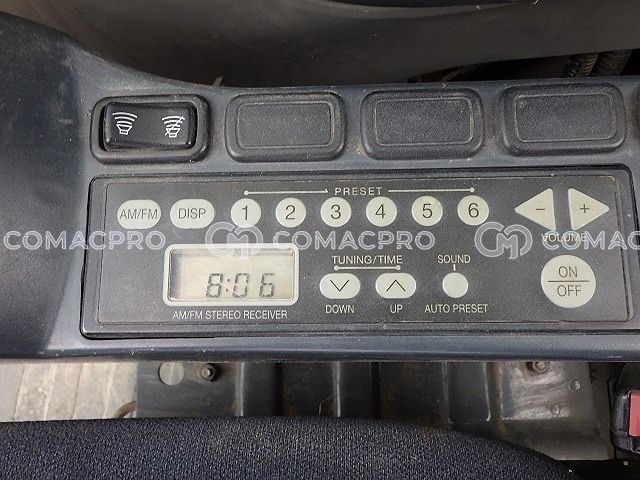 PRESET
AM/FM DISP 1 2 3 4 5 6 - +
VOLUME
COMACPRO COMACPRO COMACPRO
TUNING/TIME SOUND
8:06
ON
OFF
DOWN UP AUTO PRESET
AM/FM STEREO RECEIVER